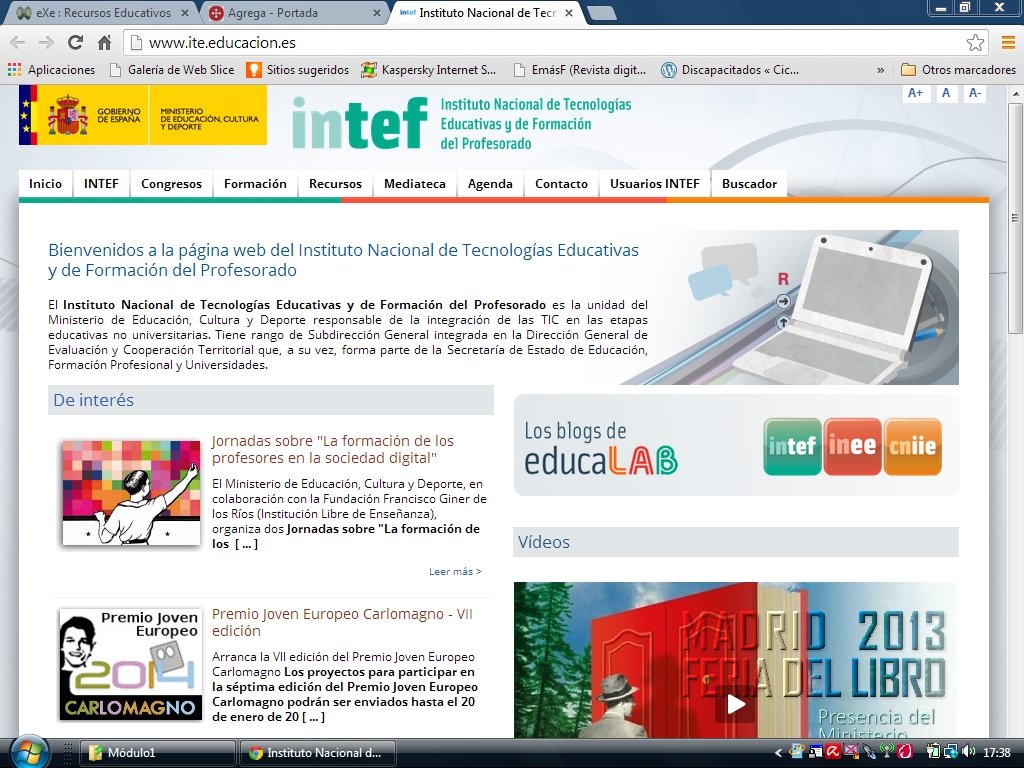 eXe : Recursos Educativos
Agrega - Portada
intef Instituto Nacional de Tecn
www.ite.educacion.es
Aplicaciones
Galería de Web Slice
Sitios sugeridos
Kaspersky Internet S...
EmásF (Revista digit...
Discapacitados « Cic...
»
Otros marcadores
GOBIERNO
DE ESPAÑA
MINISTERIO
DE EDUCACIÓN, CULTURA
Y DEPORTE
intef
Instituto Nacional de Tecnologías
Educativas y de Formación
del Profesorado
A+ A A-
Inicio INTEF Congresos Formación Recursos Mediateca Agenda Contacto Usuarios INTEF Buscador
Bienvenidos a la página web del Instituto Nacional de Tecnologías Educativas
y de Formación del Profesorado
El Instituto Nacional de Tecnologías Educativas y de Formación del Profesorado es la unidad del
Ministerio de Educación, Cultura y Deporte responsable de la integración de las TIC en las etapas
educativas no universitarias. Tiene rango de Subdirección General integrada en la Dirección General de
Evaluación y Cooperación Territorial que, a su vez, forma parte de la Secretaría de Estado de Educación,
Formación Profesional y Universidades.
R
De interés
Jornadas sobre "La formación de los
profesores en la sociedad digital"
El Ministerio de Educación, Cultura y Deporte, en
colaboración con la Fundación Francisco Giner de
los Ríos (Institución Libre de Enseñanza),
organiza dos Jornadas sobre "La formación de
los [ ... ]
Leer más >
Premio Joven
Europeo
2014
CARLOMAGNO
Premio Joven Europeo Carlomagno - VII
edición
Arranca la VII edición del Premio Joven Europeo
Carlomagno Los proyectos para participar en
la séptima edición del Premio Joven Europeo
Carlomagno podrán ser enviados hasta el 20
de enero de 20 [ ... ]
Los blogs de
educaLAB
intef inee cniie
Vídeos
MADRID 2013
FERIA DEL LIBRO
Presencia del
Ministerio
Módulo1
Instituto Nacional d...
17:38